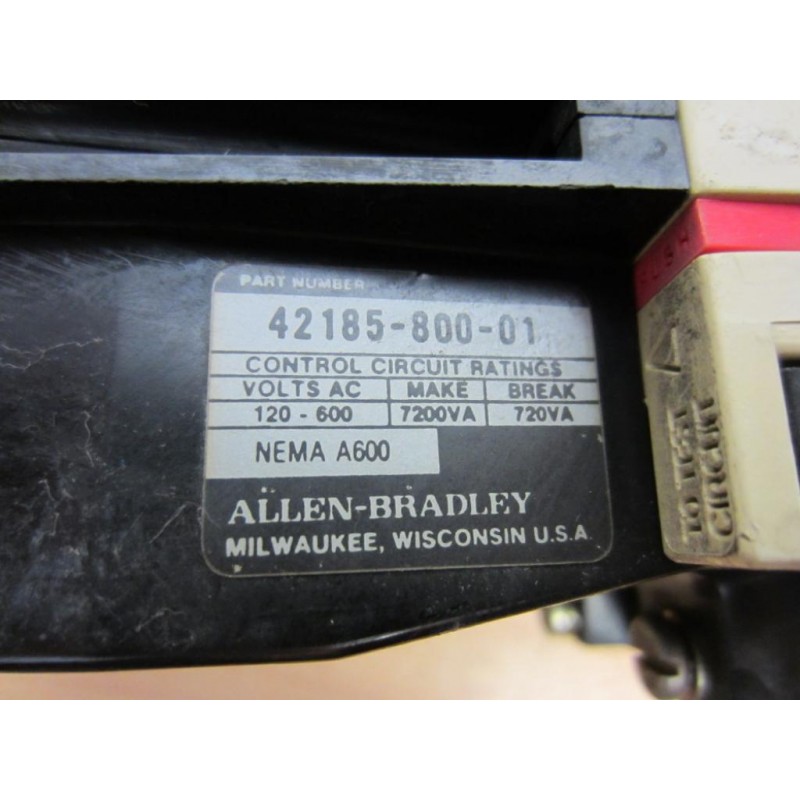 PART NUMBER
42185-800-01
CONTROL CIRCUIT RATINGS
VOLTS AC MAKE BREAK
120 - 600 7200VA 720VA
NEMA A600
ALLEN-BRADLEY
MILWAUKEE, WISCONSIN U.S.A.
PUSH
TO TEST
CIRCUIT